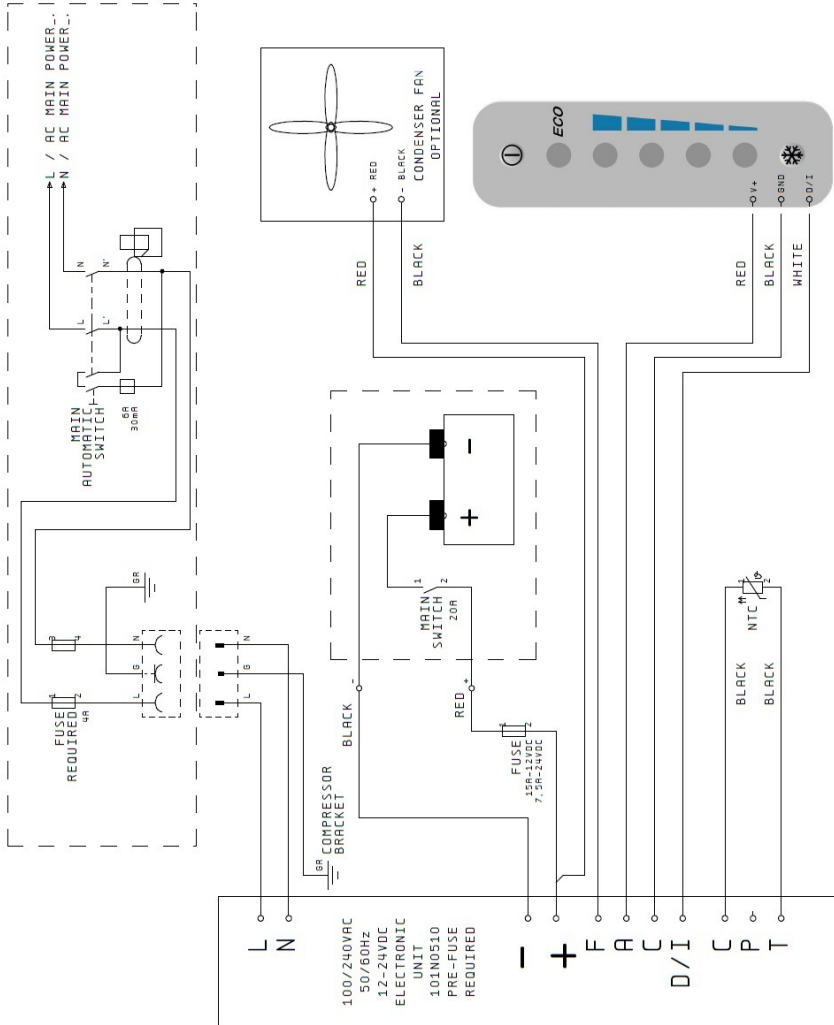 L / AC MAIN POWER_.
N / AC MAIN POWER_.
N
N'
L
L'
MAIN
AUTOMATIC
SWITCH
6A
30mA
GR
3
4
1
2
FUSE
REQUIRED
4A
N
G
L
N
G
L
GR
COMPRESSOR
BRACKET
CONDENSER FAN
OPTIONAL
+ RED
- BLACK
RED
BLACK
ECO
V+
GND
D/I
RED
BLACK
WHITE
-
+
1
2
MAIN
SWITCH
20A
-
+
BLACK
RED
1
2
FUSE
15A-12VDC
7.5A-24VDC
1
2
NTC
BLACK
BLACK
L
N
100/240VAC
50/60Hz
12-24VDC
ELECTRONIC
UNIT
101N0510
PRE-FUSE
REQUIRED
-
+
F
A
C
D/I
C
P
T